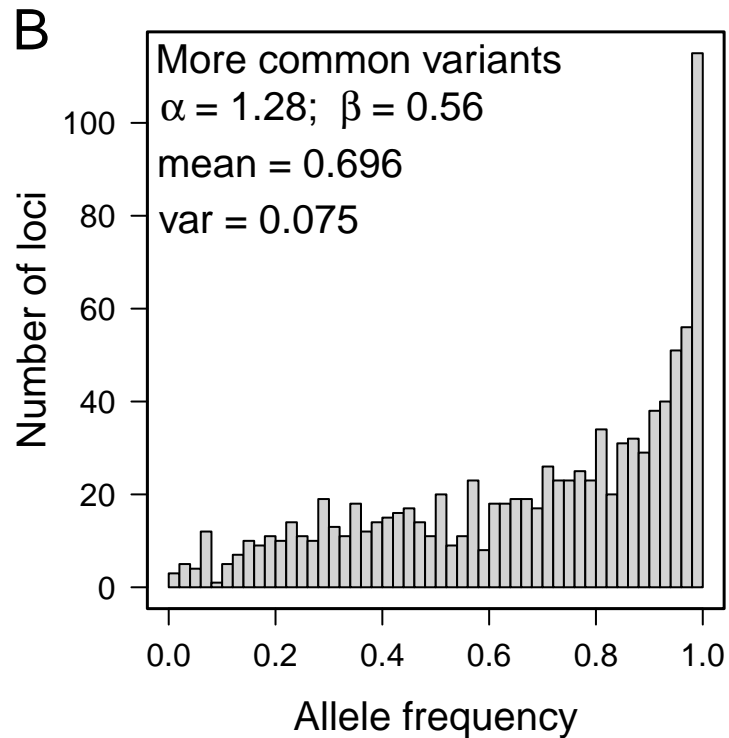 B
More common variants
α = 1.28; β = 0.56
mean = 0.696
var = 0.075
Number of loci
100
80
60
40
20
0
0.0 0.2 0.4 0.6 0.8 1.0
Allele frequency